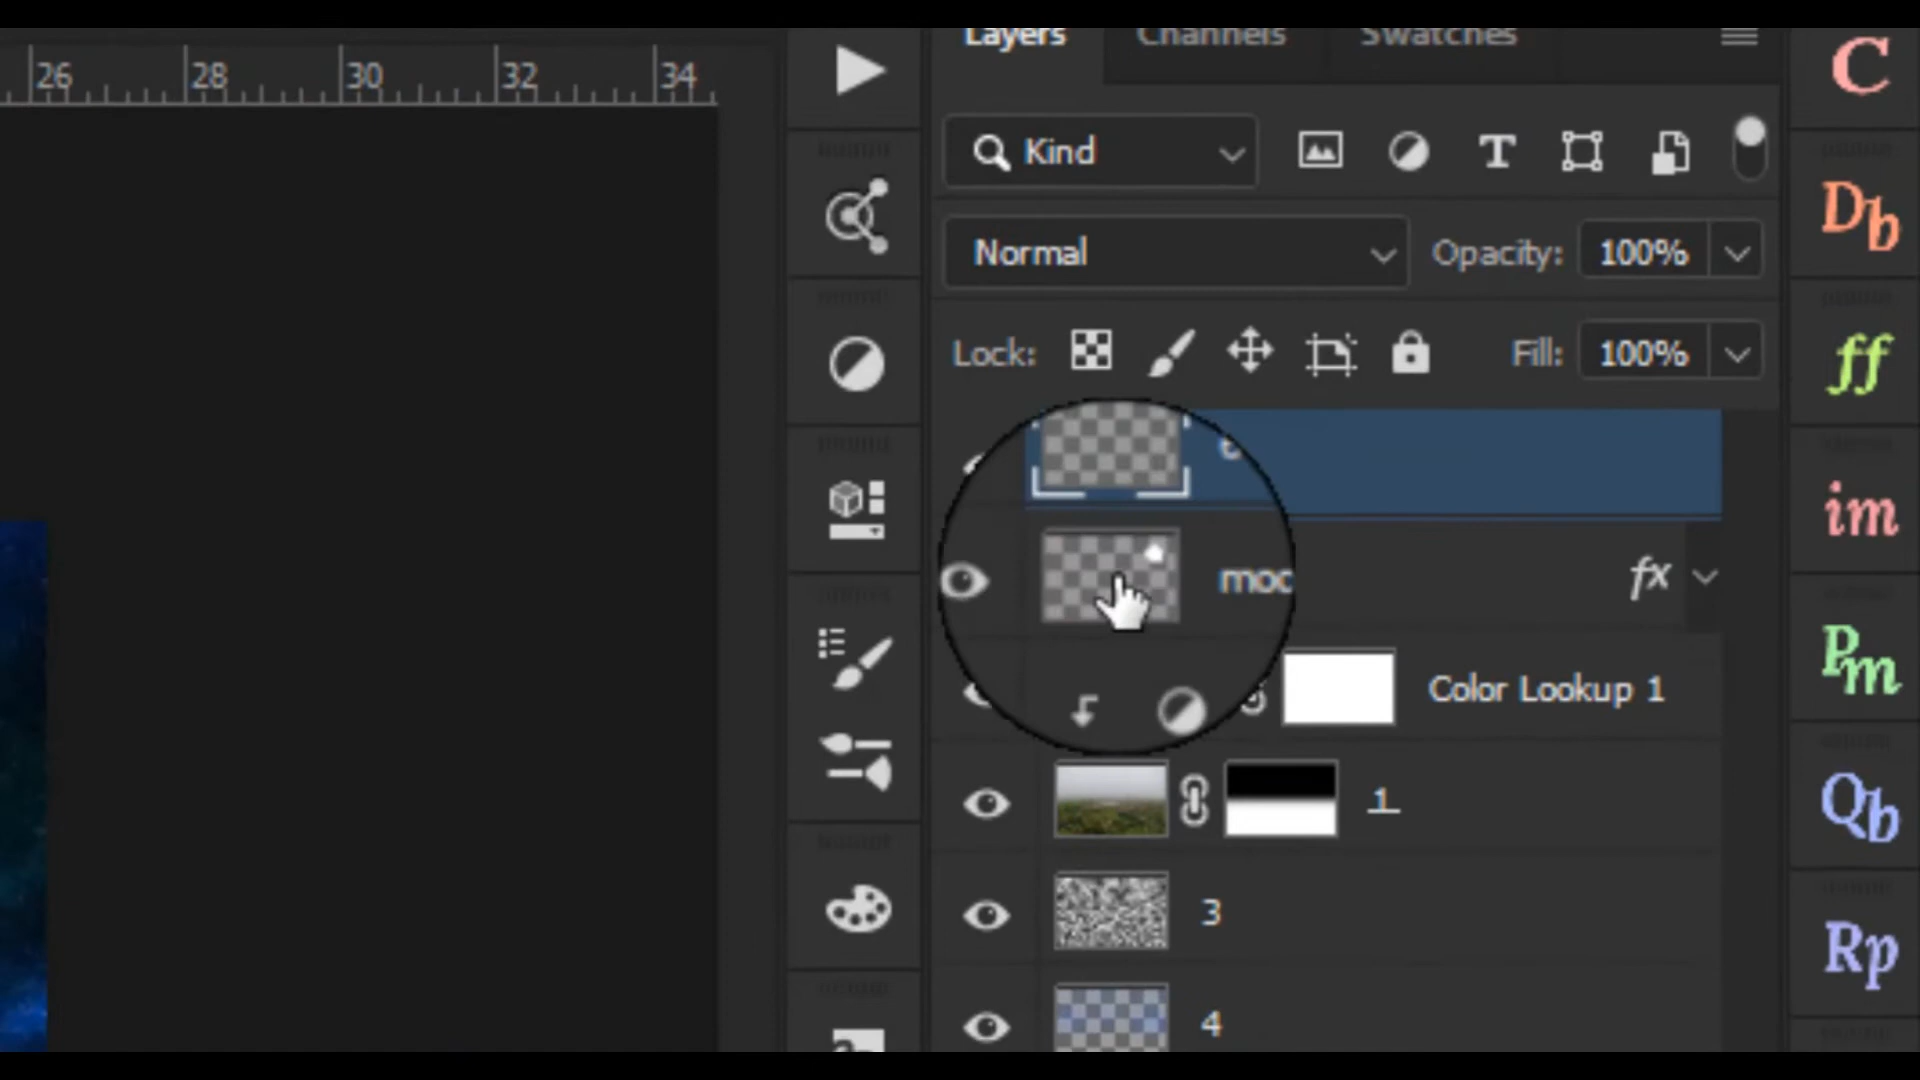 Layers Channels Swatches
26 28 30 32 34
Kind
Normal Opacity: 100%
Lock: Fill: 100%
fx
Color Lookup 1
1
3
4
C
Db
ff
im
Pm
Qb
Rp